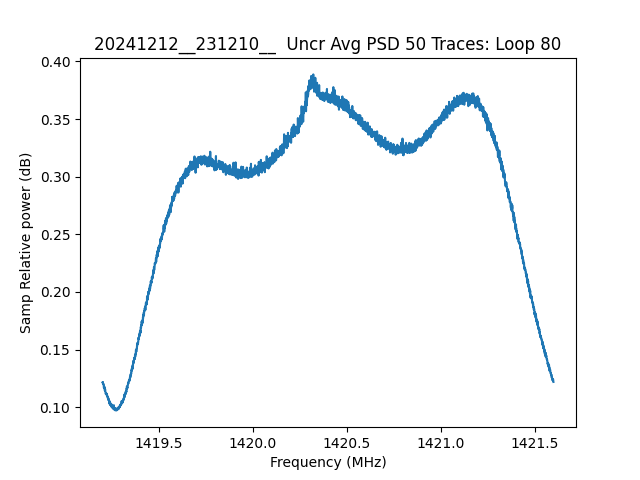 20241212__231210__  Uncr Avg PSD 50 Traces: Loop 80
0.40
0.35
0.30
0.25
0.20
0.15
0.10
Samp Relative power (dB)
1419.5 1420.0 1420.5 1421.0 1421.5
Frequency (MHz)